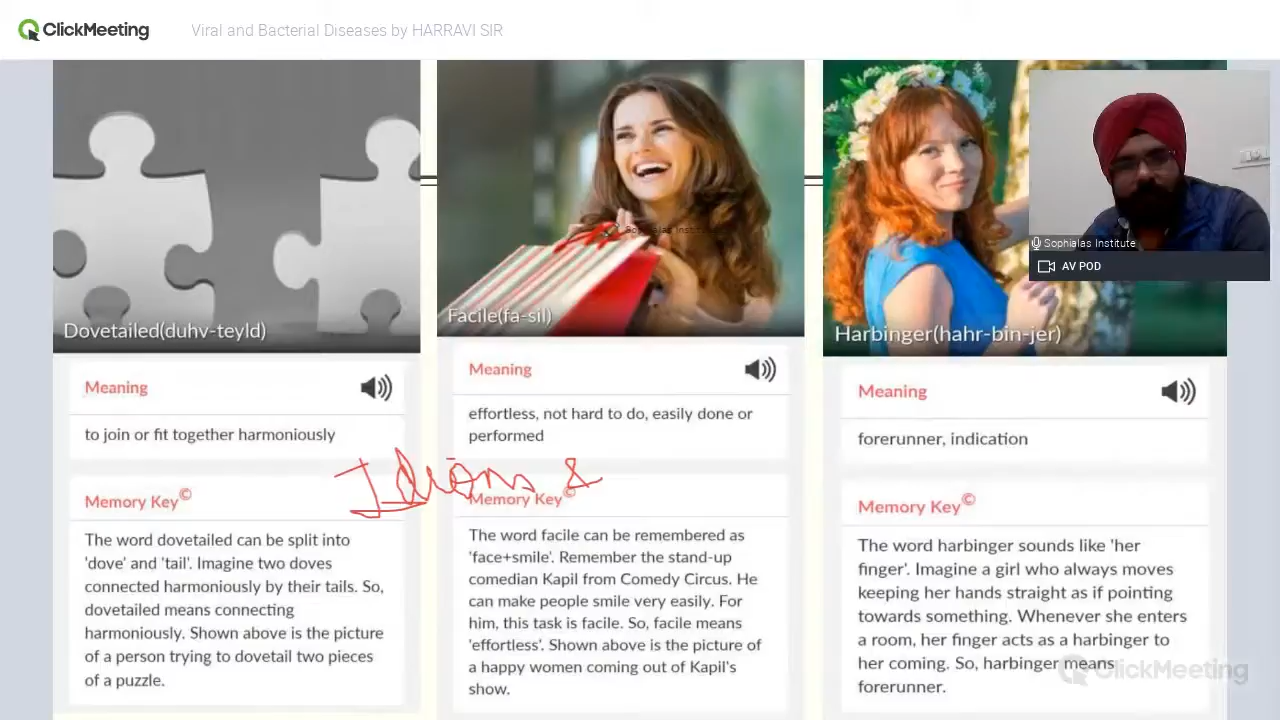 ClickMeeting
Viral and Bacterial Diseases by HARRAVI SIR
Dovetailed(duhv-teyld)
Meaning
to join or fit together harmoniously
Memory Key©
The word dovetailed can be split into
'dove' and 'tail'. Imagine two doves
connected harmoniously by their tails. So,
dovetailed means connecting
harmoniously. Shown above is the picture
of a person trying to dovetail two pieces
of a puzzle.
Sophialas Institute
Facile(fa-sil)
Meaning
effortless, not hard to do, easily done or
performed
Memory Key©
The word facile can be remembered as
'face+smile'. Remember the stand-up
comedian Kapil from Comedy Circus. He
can make people smile very easily. For
him, this task is facile. So, facile means
'effortless'. Shown above is the picture of
a happy women coming out of Kapil's
show.
Idioms &
Harbinger(hahr-bin-jer)
Meaning
forerunner, indication
Memory Key©
The word harbinger sounds like 'her
finger'. Imagine a girl who always moves
keeping her hands straight as if pointing
towards something. Whenever she enters
a room, her finger acts as a harbinger to
her coming. So, harbinger means
forerunner.
Sophialas Institute
AV POD
ClickMeeting